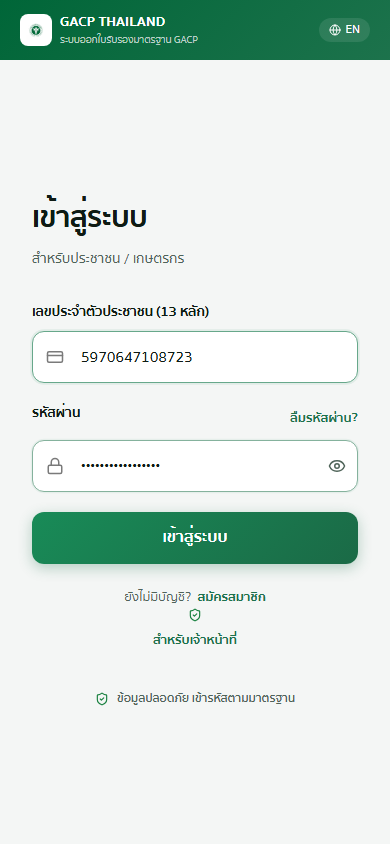 GACP THAILAND
ระบบออกใบรับรองมาตรฐาน GACP
EN
เข้าสู่ระบบ
สำหรับประชาชน / เกษตรกร
เลขประจำตัวประชาชน (13 หลัก)
5970647108723
รหัสผ่าน
ลืมรหัสผ่าน?
••••••••••••••••••
เข้าสู่ระบบ
ยังไม่มีบัญชี? สมัครสมาชิก
สำหรับเจ้าหน้าที่
ข้อมูลปลอดภัย เข้ารหัสตามมาตรฐาน